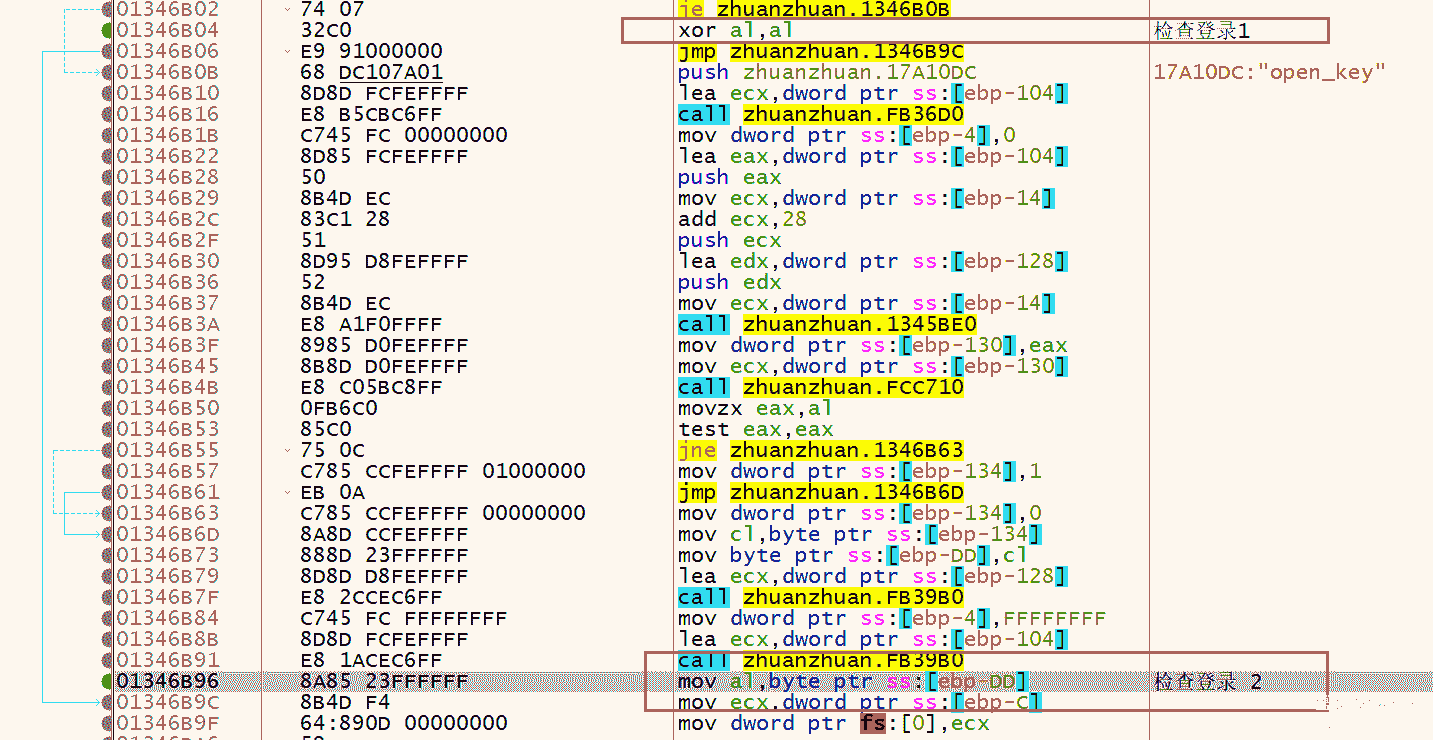 01346B02 74 07 je zhuanzhuan.1346B0B
01346B04 32C0 xor al,al 检查登录1
01346B06 E9 91000000 jmp zhuanzhuan.1346B9C
01346B0B 68 DC107A01 push zhuanzhuan.17A10DC 17A10DC:"open_key"
01346B10 8D8D FCFEFFFF lea ecx,dword ptr ss:[ebp-104]
01346B16 E8 B5CBC6FF call zhuanzhuan.FB36D0
01346B1B C745 FC 00000000 mov dword ptr ss:[ebp-4],0
01346B22 8D85 FCFEFFFF lea eax,dword ptr ss:[ebp-104]
01346B28 50 push eax
01346B29 8B4D EC mov ecx,dword ptr ss:[ebp-14]
01346B2C 83C1 28 add ecx,28
01346B2F 51 push ecx
01346B30 8D95 D8FEFFFF lea edx,dword ptr ss:[ebp-128]
01346B36 52 push edx
01346B37 8B4D EC mov ecx,dword ptr ss:[ebp-14]
01346B3A E8 A1F0FFFF call zhuanzhuan.1345BE0
01346B3F 8985 D0FEFFFF mov dword ptr ss:[ebp-130],eax
01346B45 8B8D D0FEFFFF mov ecx,dword ptr ss:[ebp-130]
01346B4B E8 C05BC8FF call zhuanzhuan.FCC710
01346B50 0FB6C0 movzx eax,al
01346B53 85C0 test eax,eax
01346B55 75 0C jne zhuanzhuan.1346B63
01346B57 C785 CCFEFFFF 01000000 mov dword ptr ss:[ebp-134],1
01346B61 EB 0A jmp zhuanzhuan.1346B6D
01346B63 C785 CCFEFFFF 00000000 mov dword ptr ss:[ebp-134],0
01346B6D 8A8D CCFEFFFF mov cl,byte ptr ss:[ebp-134]
01346B73 888D 23FFFFFF mov byte ptr ss:[ebp-DD],cl
01346B79 8D8D D8FEFFFF lea ecx,dword ptr ss:[ebp-128]
01346B7F E8 2CCEC6FF call zhuanzhuan.FB39B0
01346B84 C745 FC FFFFFFFF mov dword ptr ss:[ebp-4],FFFFFFFF
01346B8B 8D8D FCFEFFFF lea ecx,dword ptr ss:[ebp-104]
01346B91 E8 1ACEC6FF call zhuanzhuan.FB39B0
01346B96 8A85 23FFFFFF mov al,byte ptr ss:[ebp-DD] 检查登录 2
01346B9C 8B4D F4 mov ecx,dword ptr ss:[ebp-C]
01346B9F 64:890D 00000000 mov dword ptr fs:[0],ecx